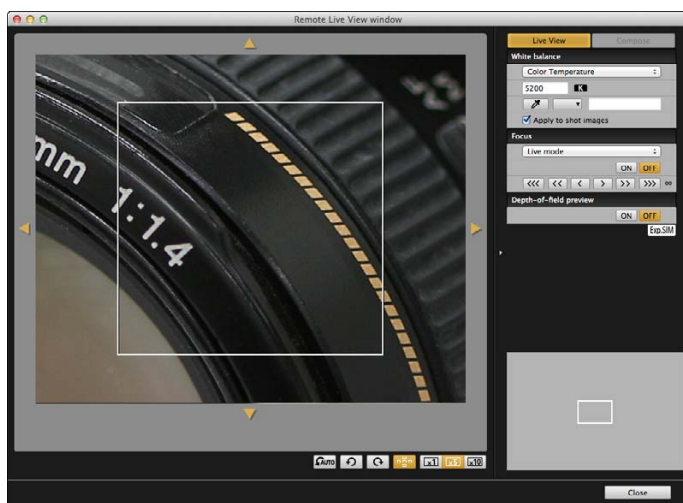 Remote Live View window
Live View
Compose
White balance
Color Temperature
5200
K
Apply to shot images
Focus
Live mode
ON OFF
<<< << < > >> >>> ∞
Depth-of-field preview
ON OFF
Exp.SIM
AF
M
mm 1:1.4
AUTO
x1 x5 x10
Close